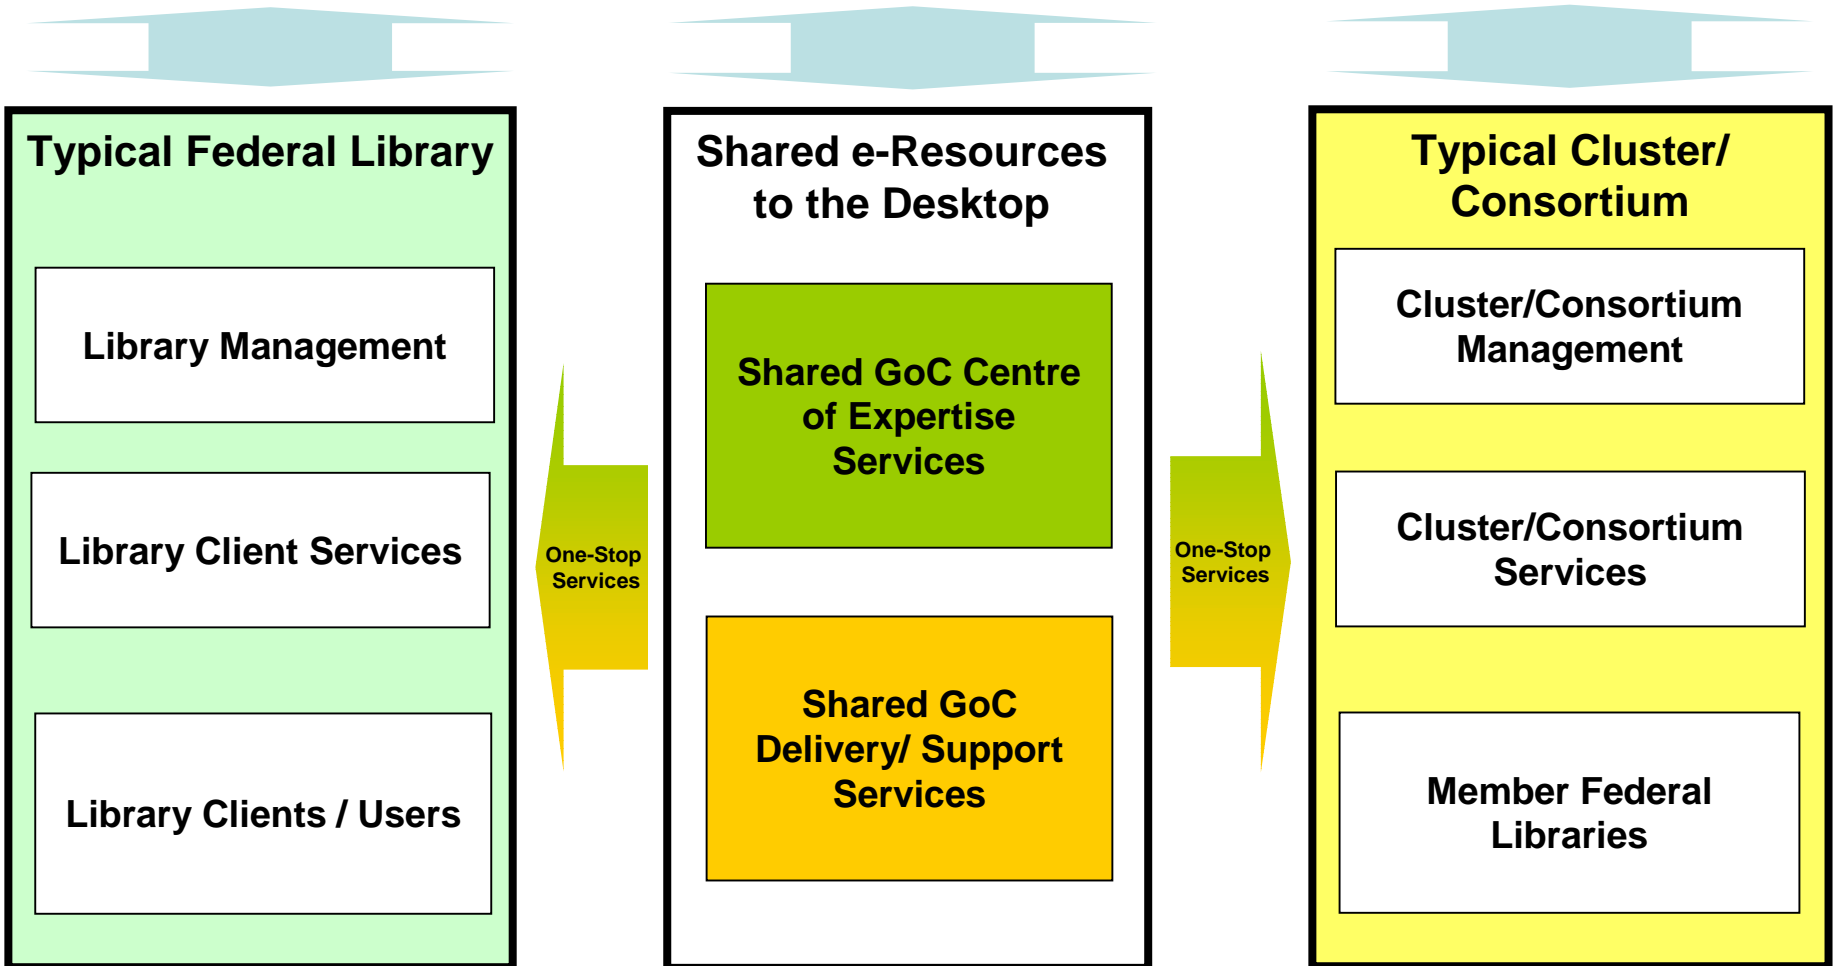 Typical Federal Library
Library Management
Library Client Services
Library Clients / Users
One-Stop
Services
Shared e-Resources
to the Desktop
Shared GoC Centre
of Expertise
Services
Shared GoC
Delivery/ Support
Services
One-Stop
Services
Typical Cluster/
Consortium
Cluster/Consortium
Management
Cluster/Consortium
Services
Member Federal
Libraries